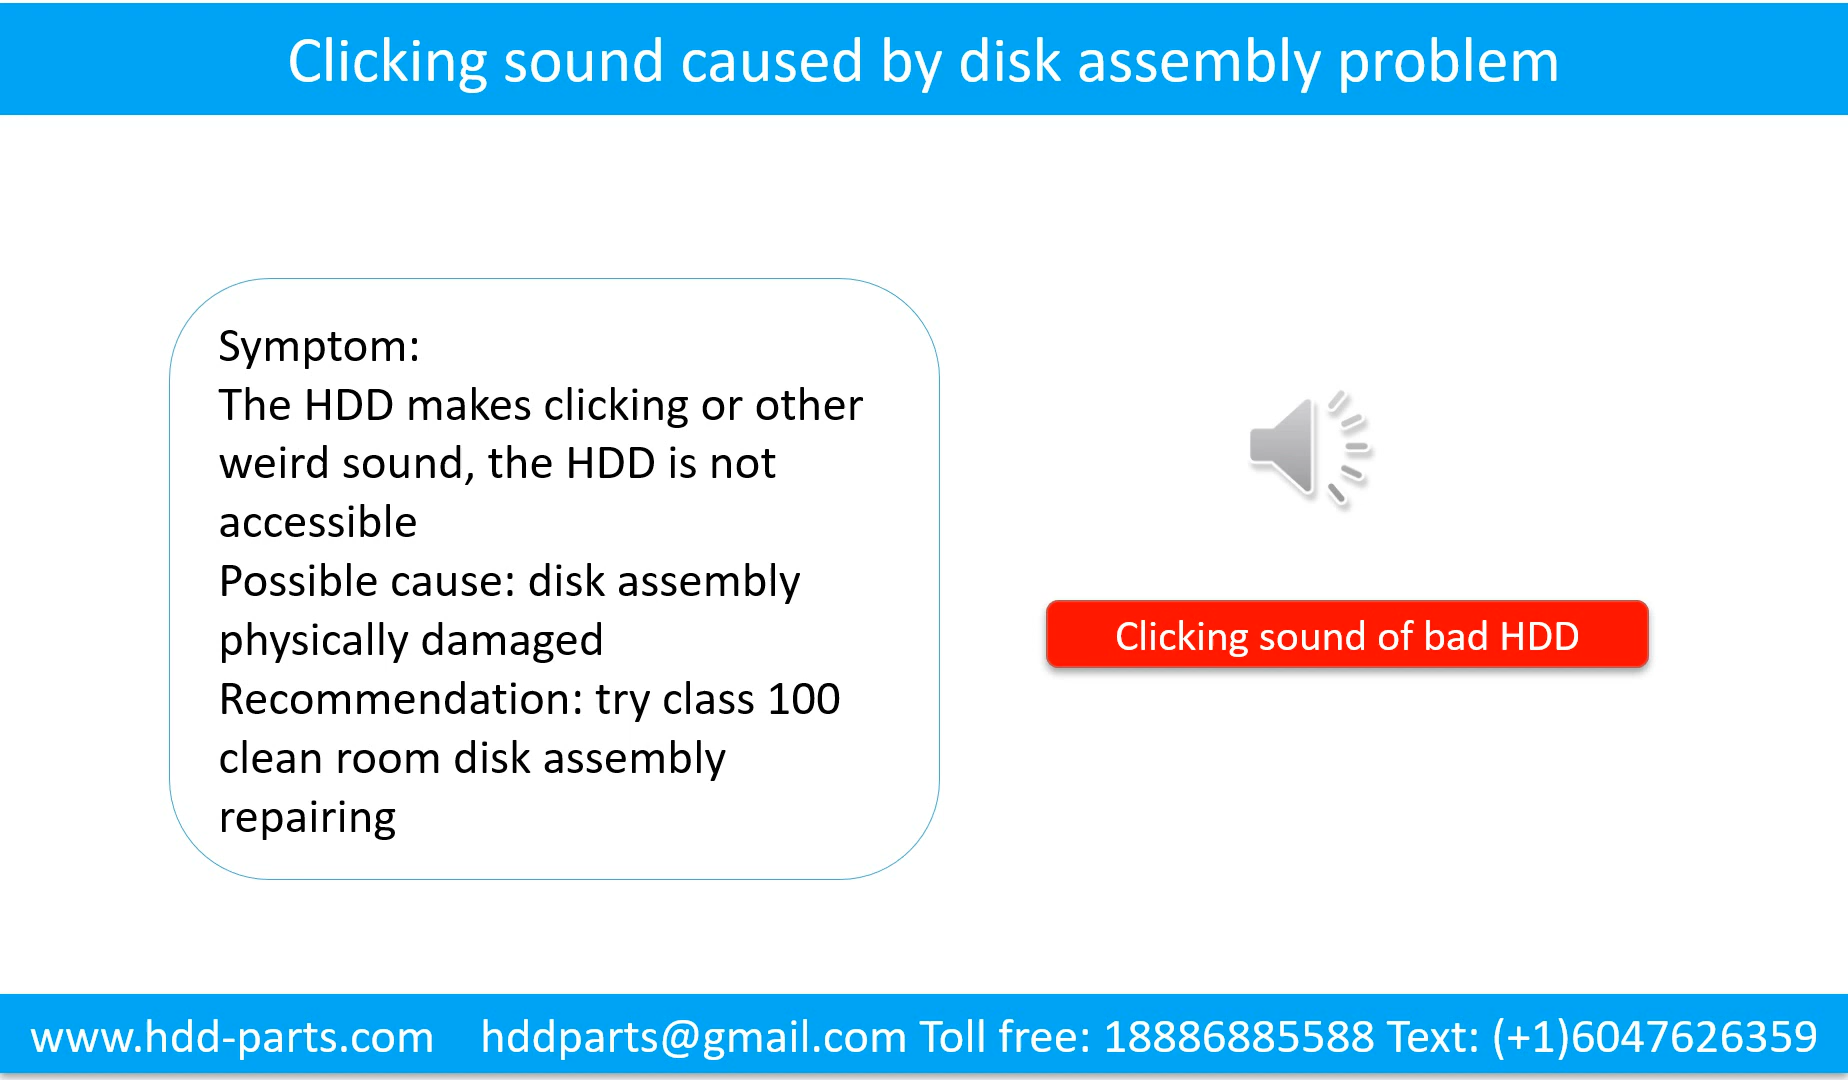 Clicking sound caused by disk assembly problem
Symptom:
The HDD makes clicking or other
weird sound, the HDD is not
accessible
Possible cause: disk assembly
physically damaged
Recommendation: try class 100
clean room disk assembly
repairing
Clicking sound of bad HDD
www.hdd-parts.com hddparts@gmail.com Toll free: 18886885588 Text: (+1)6047626359